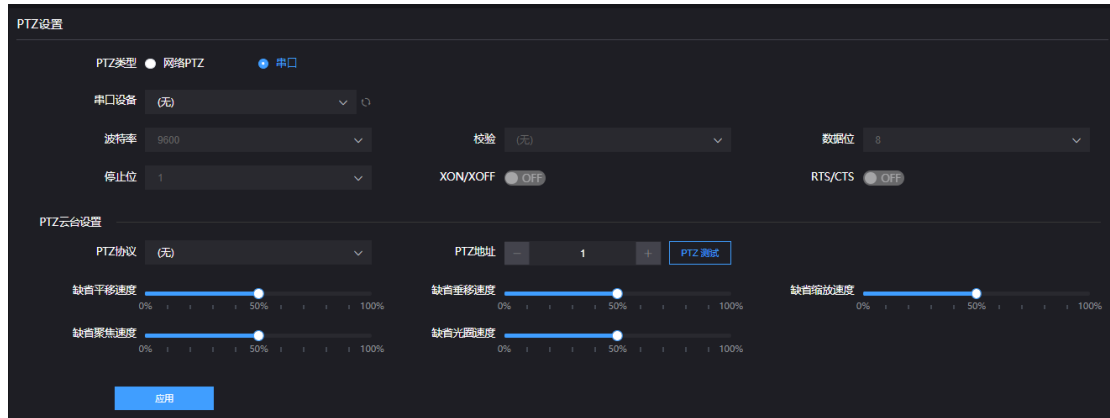 PTZ设置
PTZ类型 网络PTZ 串口
串口设备 (无)
波特率 9600 校验 (无) 数据位 8
停止位 1 XON/XOFF OFF RTS/CTS OFF
PTZ云台设置
PTZ协议 (无) PTZ地址 − 1 + PTZ 测试
缺省平移速度 缺省垂移速度 缺省缩放速度
0% 50% 100% 0% 50% 100% 0% 50% 100%
缺省聚焦速度 缺省光圈速度
0% 50% 100% 0% 50% 100%
应用